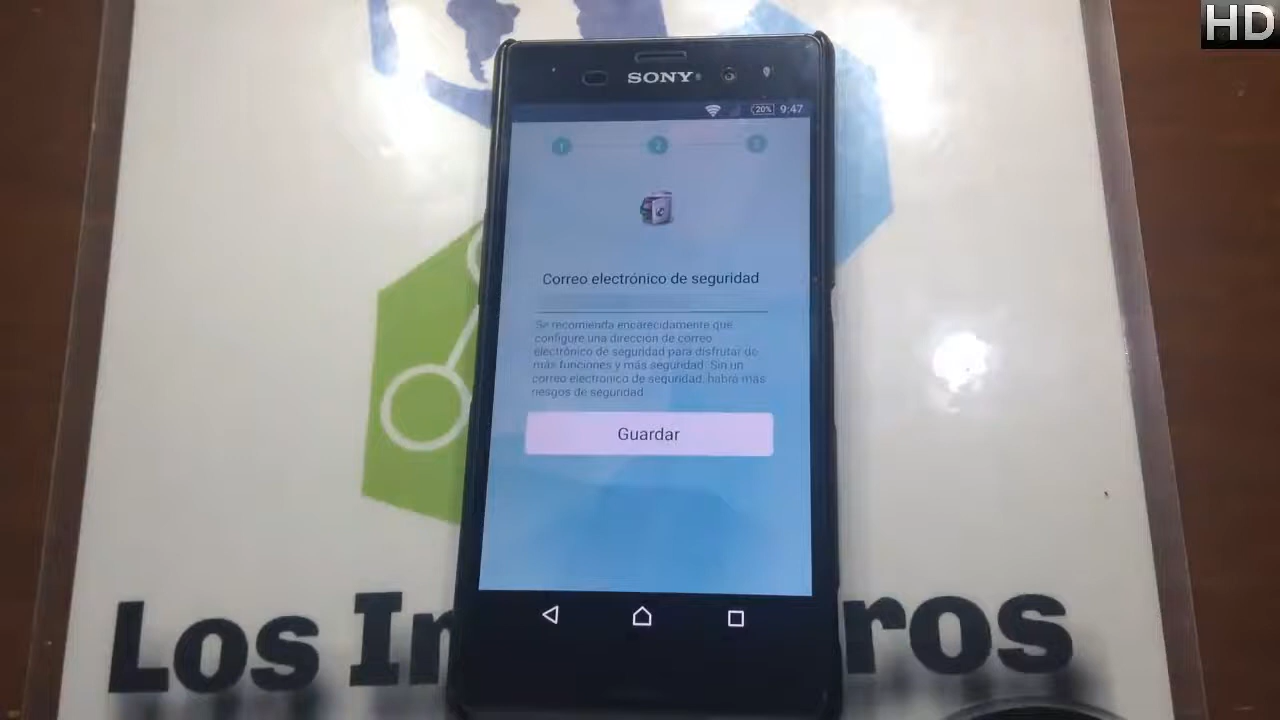 HD
SONY
20% 9:47
1 2 3
Correo electrónico de seguridad
Se recomienda encarecidamente que
configure una dirección de correo
electrónico de seguridad para disfrutar de
más funciones y más seguridad. Sin un
correo electrónico de seguridad, habrá más
riesgos de seguridad
Guardar
Los In ros